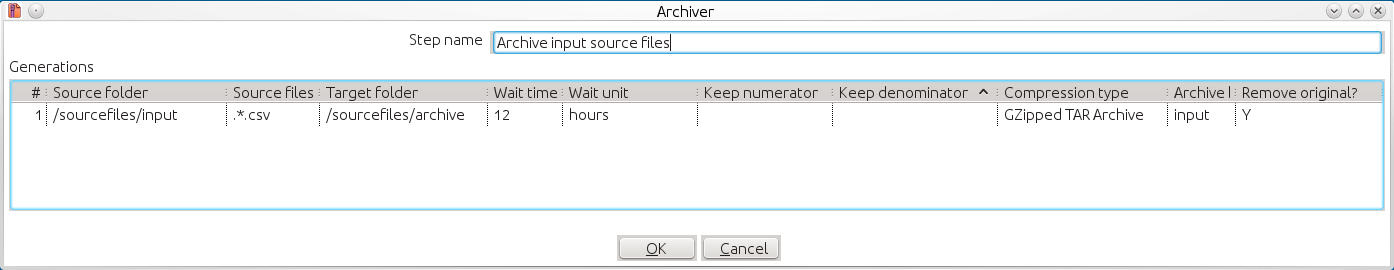 Archiver
Step name Archive input source files
Generations
# Source folder Source files Target folder Wait time Wait unit Keep numerator Keep denominator Compression type Archive Remove original?
1 /sourcefiles/input .*.csv /sourcefiles/archive 12 hours GZipped TAR Archive input Y
OK Cancel